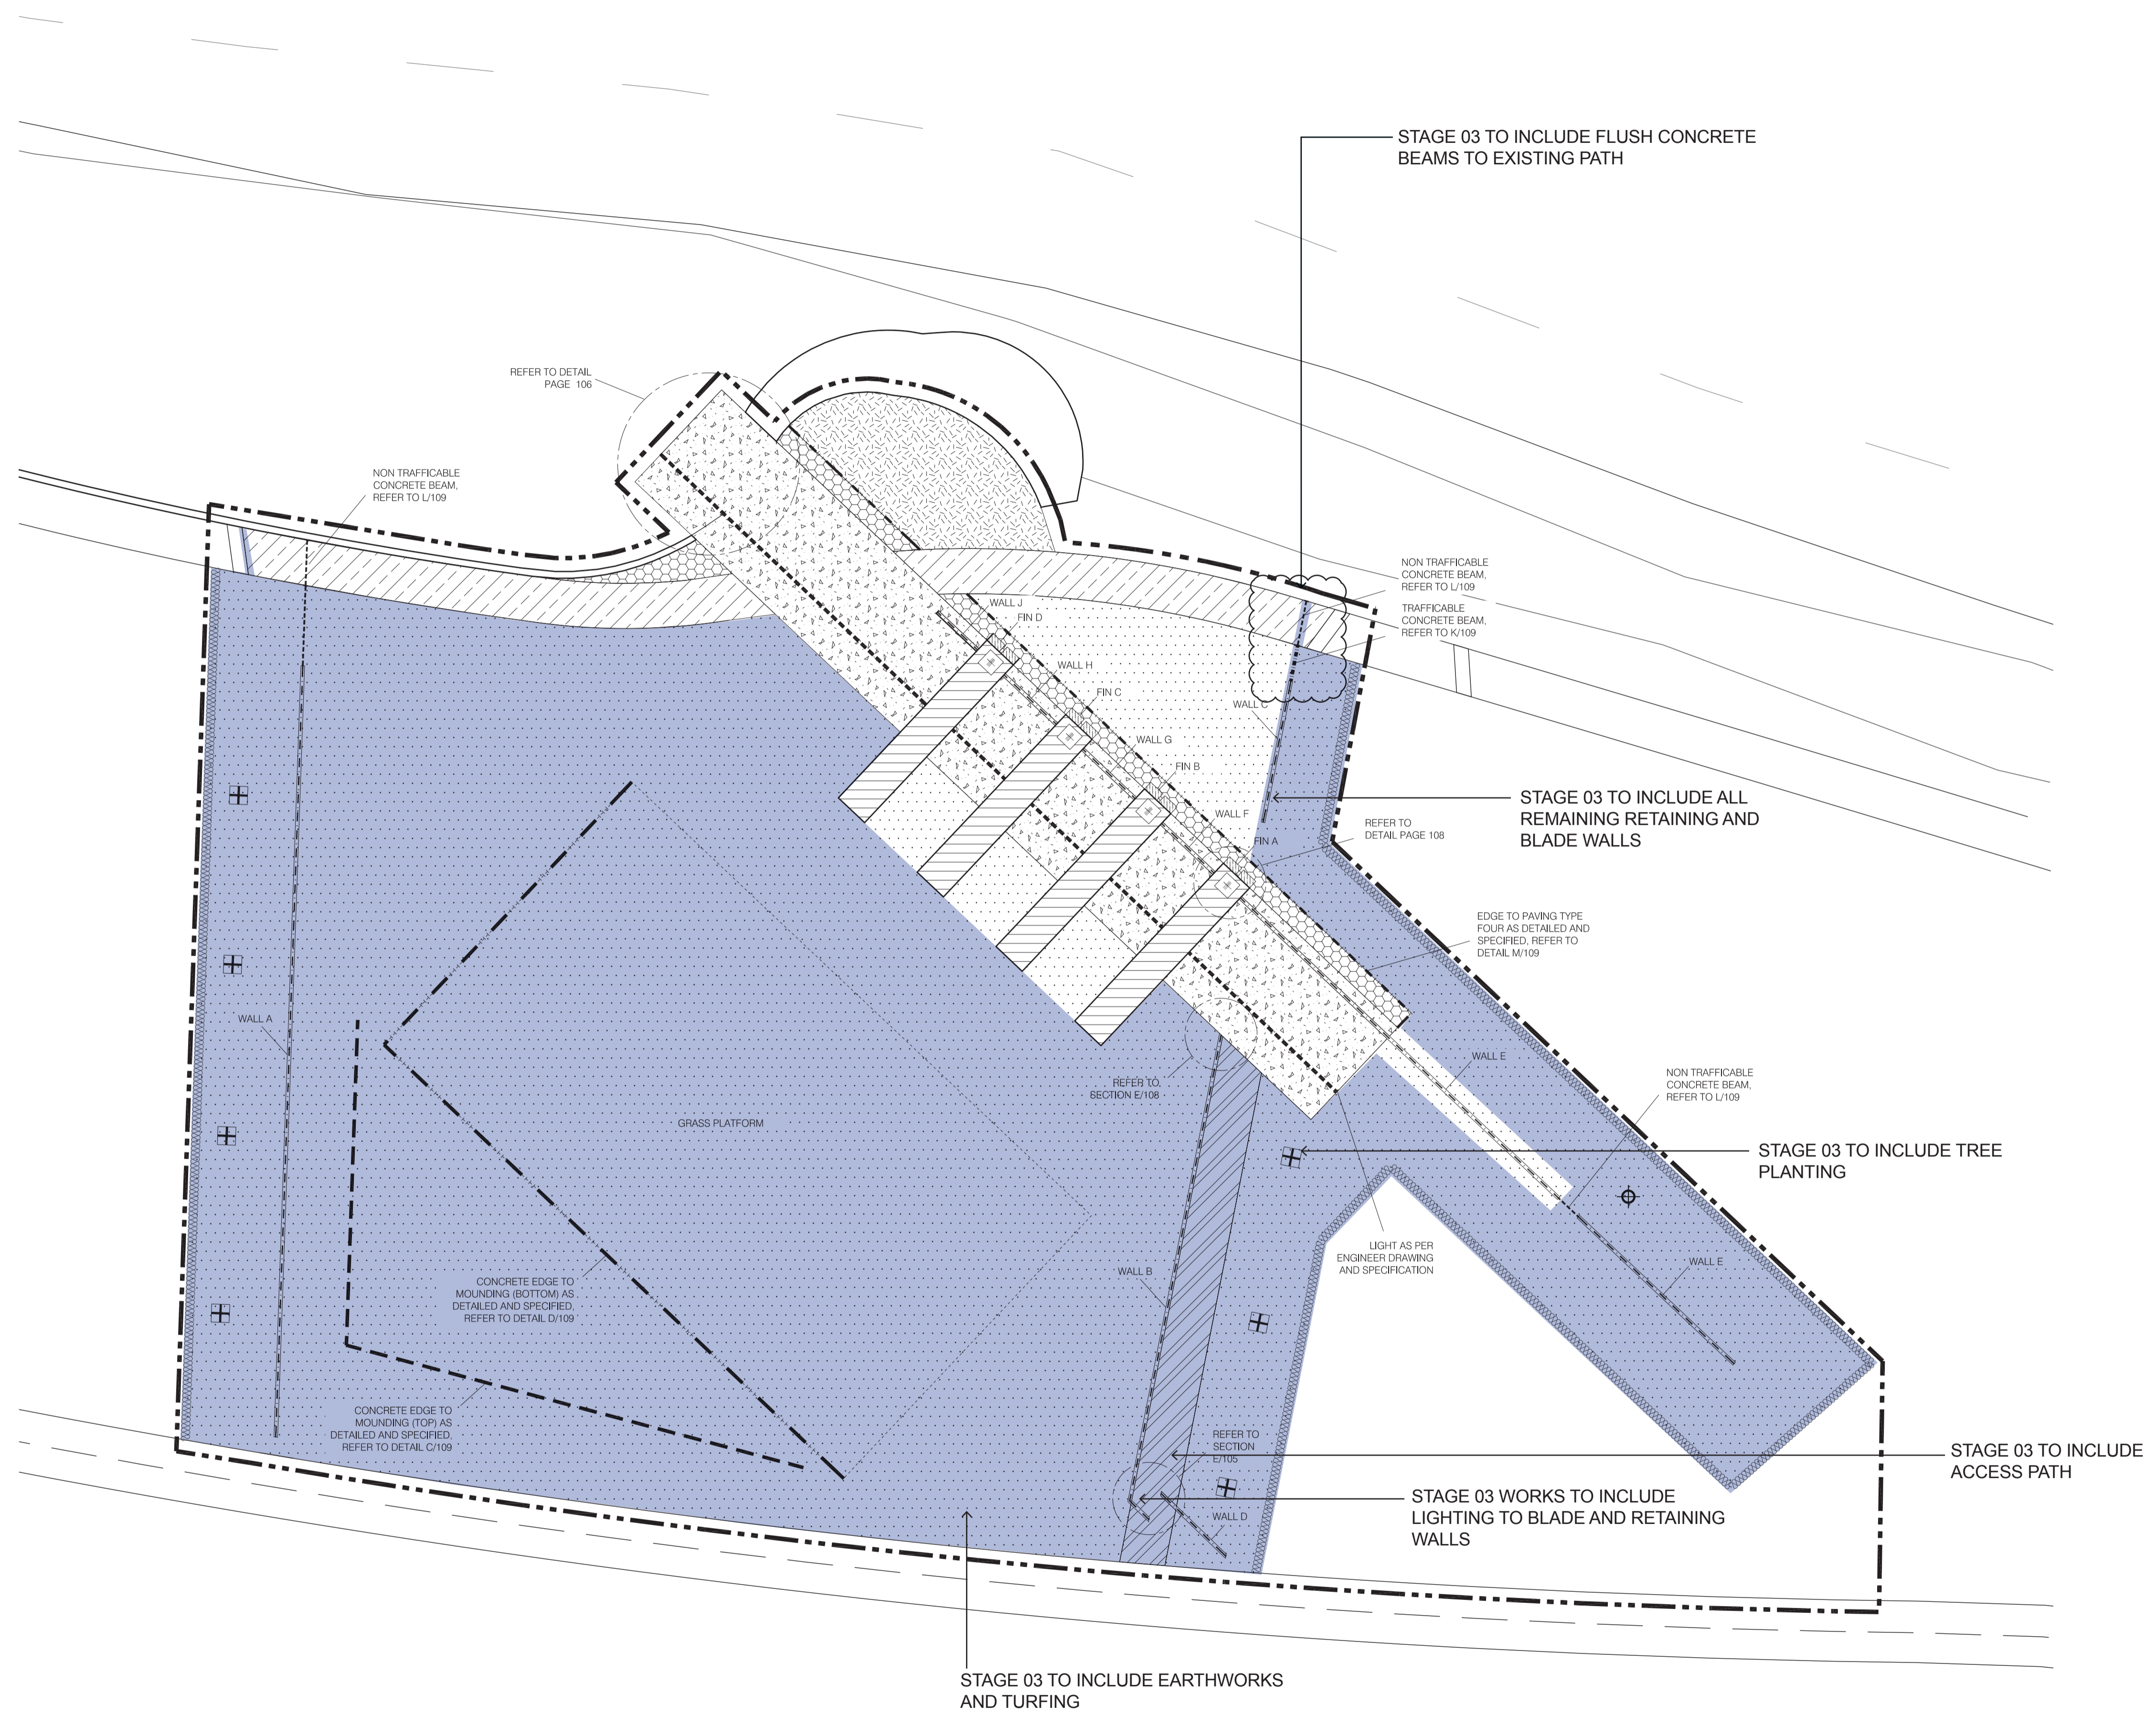 STAGE 03 TO INCLUDE FLUSH CONCRETE
BEAMS TO EXISTING PATH
REFER TO DETAIL
PAGE 106
NON TRAFFICABLE
CONCRETE BEAM,
REFER TO L/109
NON TRAFFICABLE
CONCRETE BEAM,
REFER TO L/109
TRAFFICABLE
CONCRETE BEAM,
REFER TO K/109
WALL J
FIN D
WALL H
FIN C
WALL C
WALL G
FIN B
WALL F
FIN A
STAGE 03 TO INCLUDE ALL
REMAINING RETAINING AND
BLADE WALLS
REFER TO
DETAIL PAGE 108
EDGE TO PAVING TYPE
FOUR AS DETAILED AND
SPECIFIED, REFER TO
DETAIL M/109
WALL A
WALL E
NON TRAFFICABLE
CONCRETE BEAM,
REFER TO L/109
REFER TO
SECTION E/108
GRASS PLATFORM
STAGE 03 TO INCLUDE TREE
PLANTING
LIGHT AS PER
ENGINEER DRAWING
AND SPECIFICATION
WALL B
WALL E
CONCRETE EDGE TO
MOUNDING (BOTTOM) AS
DETAILED AND SPECIFIED,
REFER TO DETAIL D/109
CONCRETE EDGE TO
MOUNDING (TOP) AS
DETAILED AND SPECIFIED,
REFER TO DETAIL C/109
REFER TO
SECTION
E/105
STAGE 03 TO INCLUDE
ACCESS PATH
STAGE 03 WORKS TO INCLUDE
LIGHTING TO BLADE AND RETAINING
WALLS
WALL D
STAGE 03 TO INCLUDE EARTHWORKS
AND TURFING